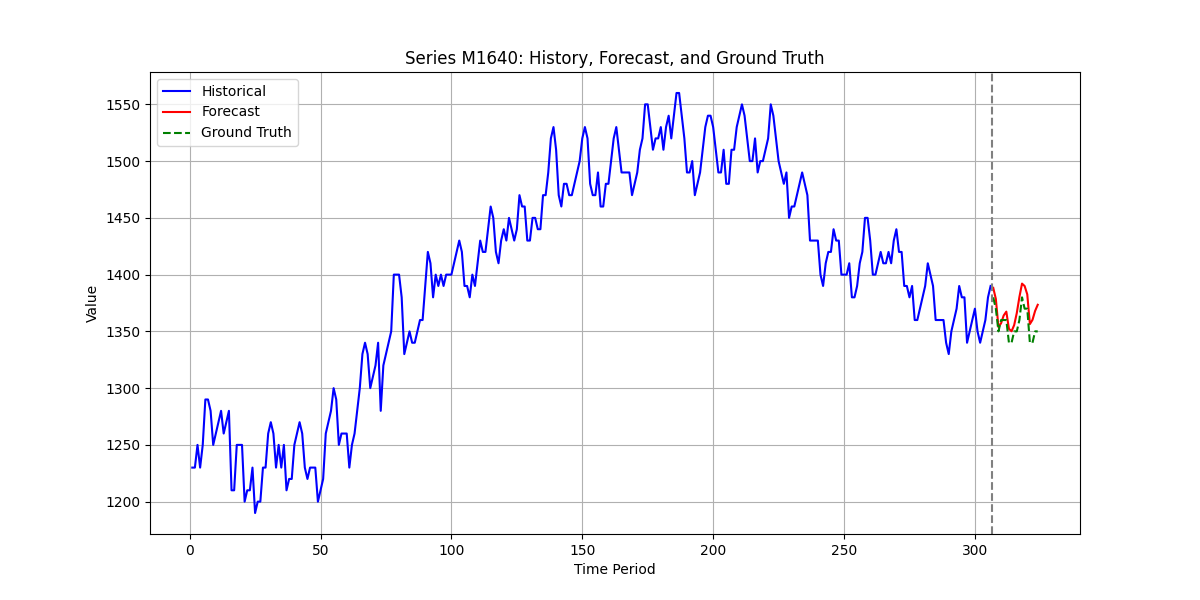 Series M1640: History, Forecast, and Ground Truth
Historical
Forecast
Ground Truth
1550
1500
1450
1400
1350
1300
1250
1200
Value
0 50 100 150 200 250 300
Time Period